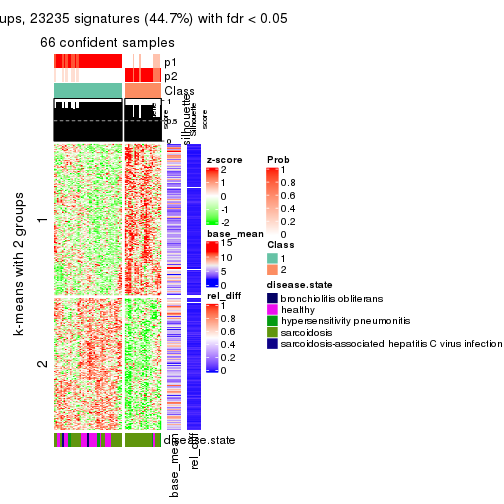 ups, 23235 signatures (44.7%) with fdr < 0.05
66 confident samples
p1
p2
Class
1
0.5
0
silhouette
score
Silhouette
score
k-means with 2 groups
1
2
z-score
2
1
0
-1
-2
base_mean
15
10
5
0
rel_diff
1
0.8
0.6
0.4
0.2
0
Prob
1
0.8
0.6
0.4
0.2
0
Class
1
2
disease.state
bronchiolitis obliterans
healthy
hypersensitivity pneumonitis
sarcoidosis
sarcoidosis-associated hepatitis C virus infection
disease.state
base_mean
rel_diff